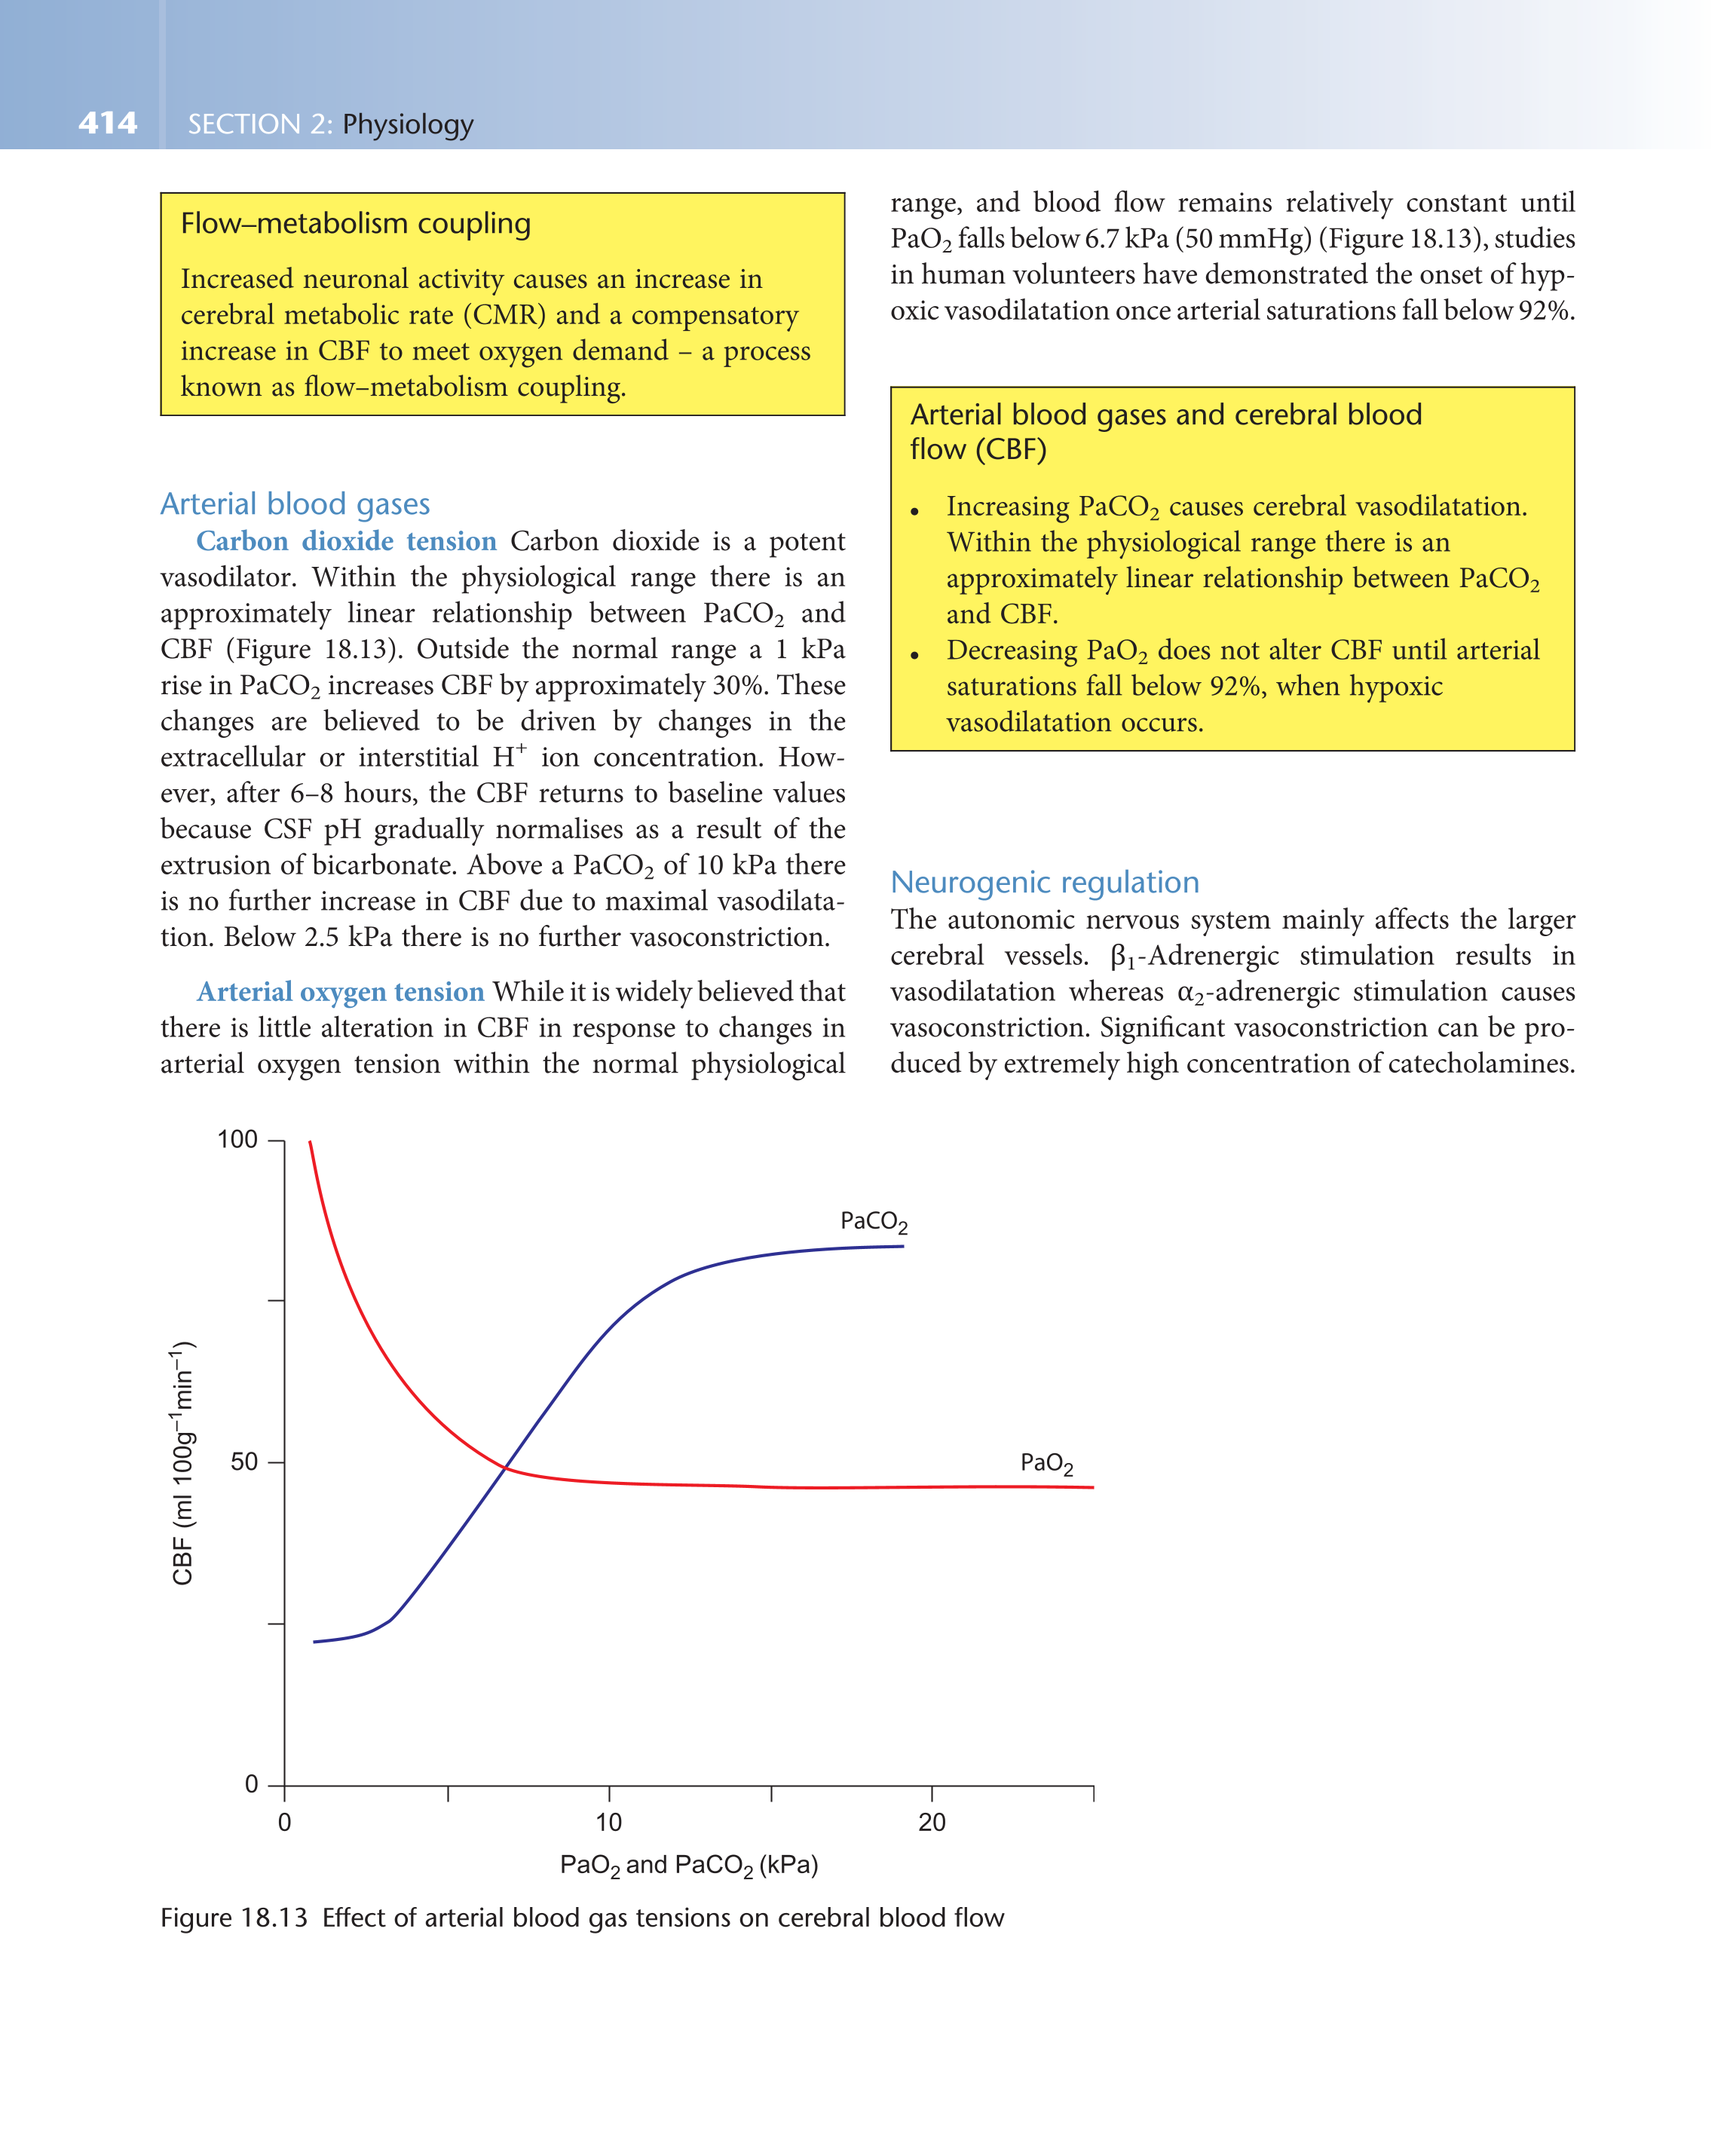 414 SECTION 2: Physiology
Flow–metabolism coupling
Increased neuronal activity causes an increase in
cerebral metabolic rate (CMR) and a compensatory
increase in CBF to meet oxygen demand – a process
known as flow–metabolism coupling.
Arterial blood gases
Carbon dioxide tension Carbon dioxide is a potent
vasodilator. Within the physiological range there is an
approximately linear relationship between PaCO₂ and
CBF (Figure 18.13). Outside the normal range a 1 kPa
rise in PaCO₂ increases CBF by approximately 30%. These
changes are believed to be driven by changes in the
extracellular or interstitial H⁺ ion concentration. How-
ever, after 6–8 hours, the CBF returns to baseline values
because CSF pH gradually normalises as a result of the
extrusion of bicarbonate. Above a PaCO₂ of 10 kPa there
is no further increase in CBF due to maximal vasodilata-
tion. Below 2.5 kPa there is no further vasoconstriction.
Arterial oxygen tension While it is widely believed that
there is little alteration in CBF in response to changes in
arterial oxygen tension within the normal physiological
range, and blood flow remains relatively constant until
PaO₂ falls below 6.7 kPa (50 mmHg) (Figure 18.13), studies
in human volunteers have demonstrated the onset of hyp-
oxic vasodilatation once arterial saturations fall below 92%.
Arterial blood gases and cerebral blood
flow (CBF)
• Increasing PaCO₂ causes cerebral vasodilatation.
Within the physiological range there is an
approximately linear relationship between PaCO₂
and CBF.
• Decreasing PaO₂ does not alter CBF until arterial
saturations fall below 92%, when hypoxic
vasodilatation occurs.
Neurogenic regulation
The autonomic nervous system mainly affects the larger
cerebral vessels. β₁-Adrenergic stimulation results in
vasodilatation whereas α₂-adrenergic stimulation causes
vasoconstriction. Significant vasoconstriction can be pro-
duced by extremely high concentration of catecholamines.
100
PaCO₂
50
PaO₂
CBF (ml 100g⁻¹min⁻¹)
0
0 10 20
PaO₂ and PaCO₂ (kPa)
Figure 18.13 Effect of arterial blood gas tensions on cerebral blood flow